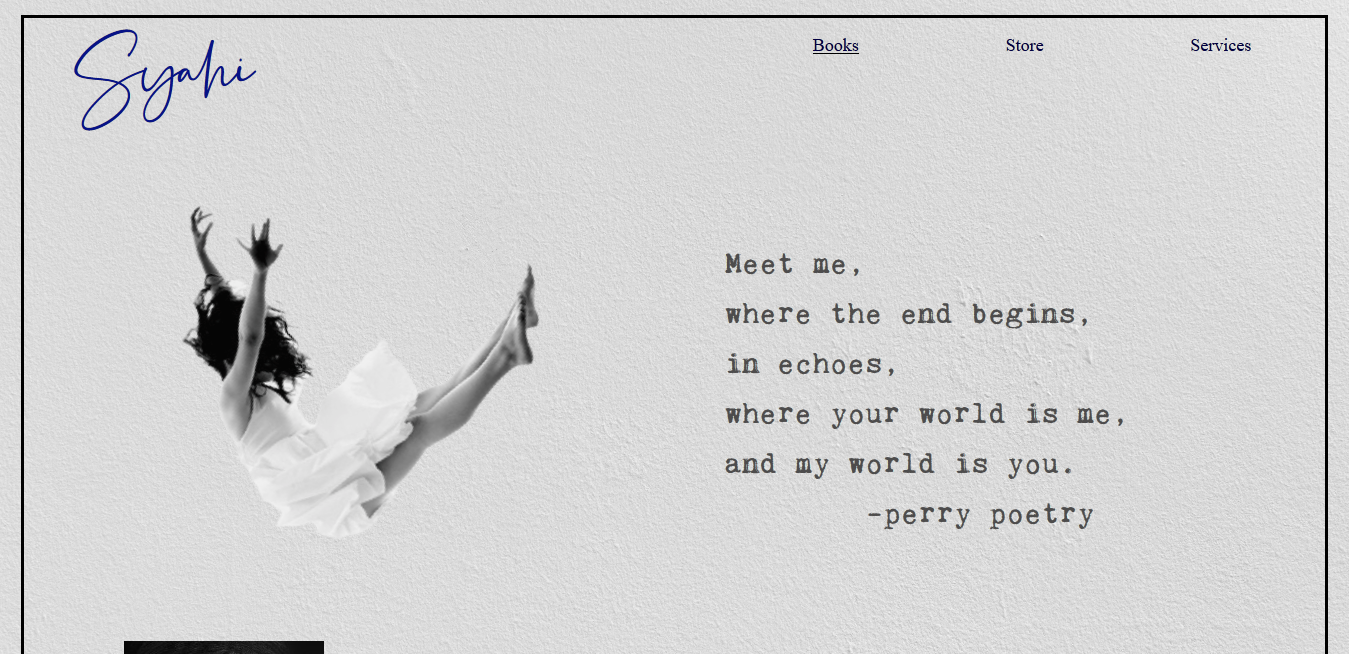 Syahi
Books Store Services
Meet me,
where the end begins,
in echoes,
where your world is me,
and my world is you.
-perry poetry